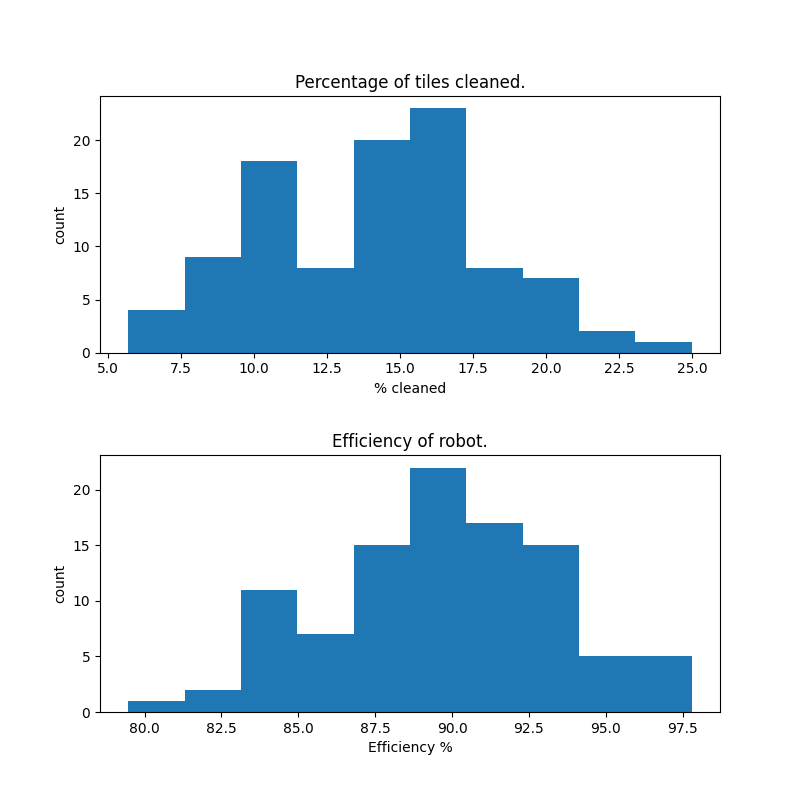 Percentage of tiles cleaned.
20
15
10
5
0
count
5.0 7.5 10.0 12.5 15.0 17.5 20.0 22.5 25.0
% cleaned
Efficiency of robot.
20
15
10
5
0
count
80.0 82.5 85.0 87.5 90.0 92.5 95.0 97.5
Efficiency %